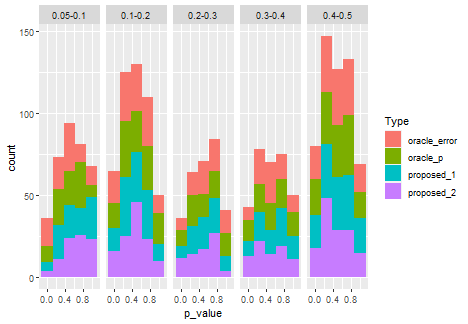 0.05-0.1 0.1-0.2 0.2-0.3 0.3-0.4 0.4-0.5
150
100
50
0
count
0.0 0.4 0.8 0.0 0.4 0.8 0.0 0.4 0.8 0.0 0.4 0.8 0.0 0.4 0.8
p_value
Type
oracle_error
oracle_p
proposed_1
proposed_2